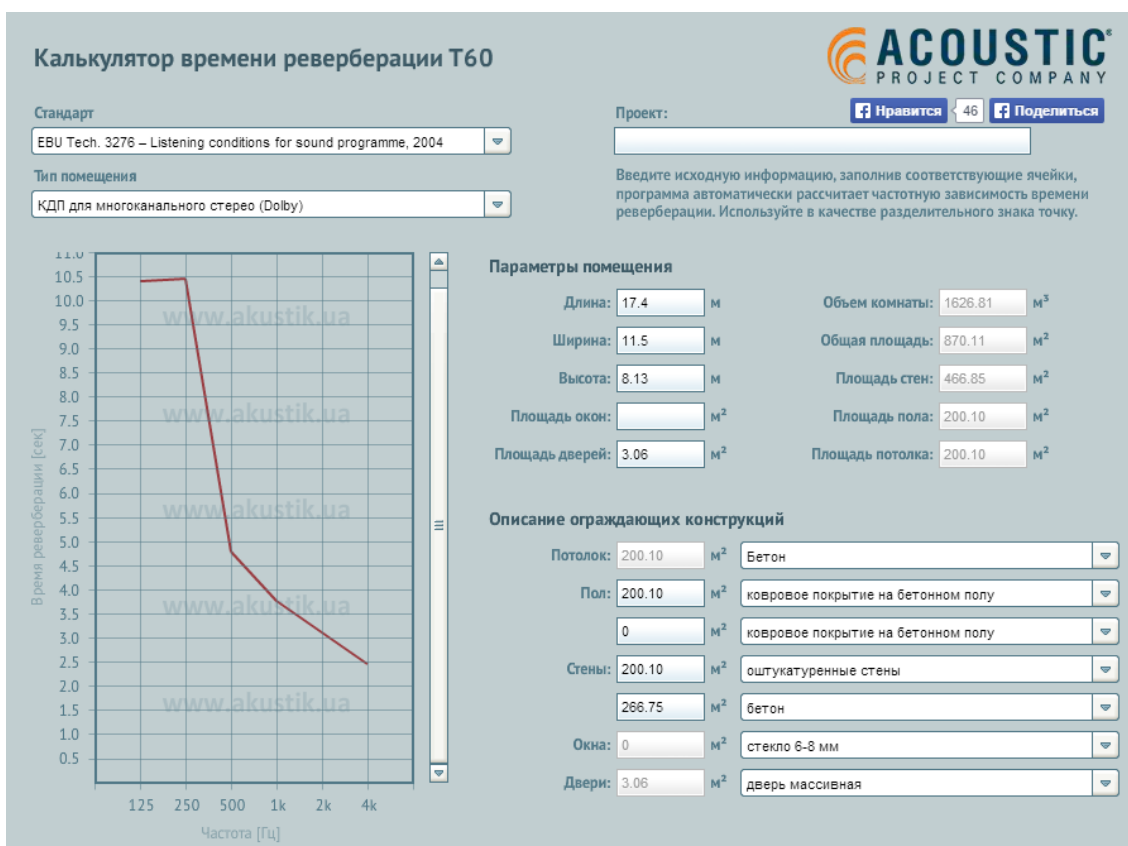 Калькулятор времени реверберации Т60
ACOUSTIC
PROJECT COMPANY
Стандарт
EBU Tech. 3276 – Listening conditions for sound programme, 2004
Тип помещения
КДП для многоканального стерео (Dolby)
Проект:
Нравится 46 Поделиться
Введите исходную информацию, заполнив соответствующие ячейки,
программа автоматически рассчитает частотную зависимость времени
реверберации. Используйте в качестве разделительного знака точку.
11.0
10.5
10.0
9.5
9.0
8.5
8.0
7.5
7.0
6.5
6.0
5.5
5.0
4.5
4.0
3.5
3.0
2.5
2.0
1.5
1.0
0.5
Время реверберации [сек]
www.akustik.ua
www.akustik.ua
www.akustik.ua
www.akustik.ua
www.akustik.ua
125 250 500 1k 2k 4k
Частота [Гц]
Параметры помещения
Длина: 17.4 м Объем комнаты: 1626.81 м³
Ширина: 11.5 м Общая площадь: 870.11 м²
Высота: 8.13 м Площадь стен: 466.85 м²
Площадь окон: м² Площадь пола: 200.10 м²
Площадь дверей: 3.06 м² Площадь потолка: 200.10 м²
Описание ограждающих конструкций
Потолок: 200.10 м² Бетон
Пол: 200.10 м² ковровое покрытие на бетонном полу
0 м² ковровое покрытие на бетонном полу
Стены: 200.10 м² оштукатуренные стены
266.75 м² бетон
Окна: 0 м² стекло 6-8 мм
Двери: 3.06 м² дверь массивная